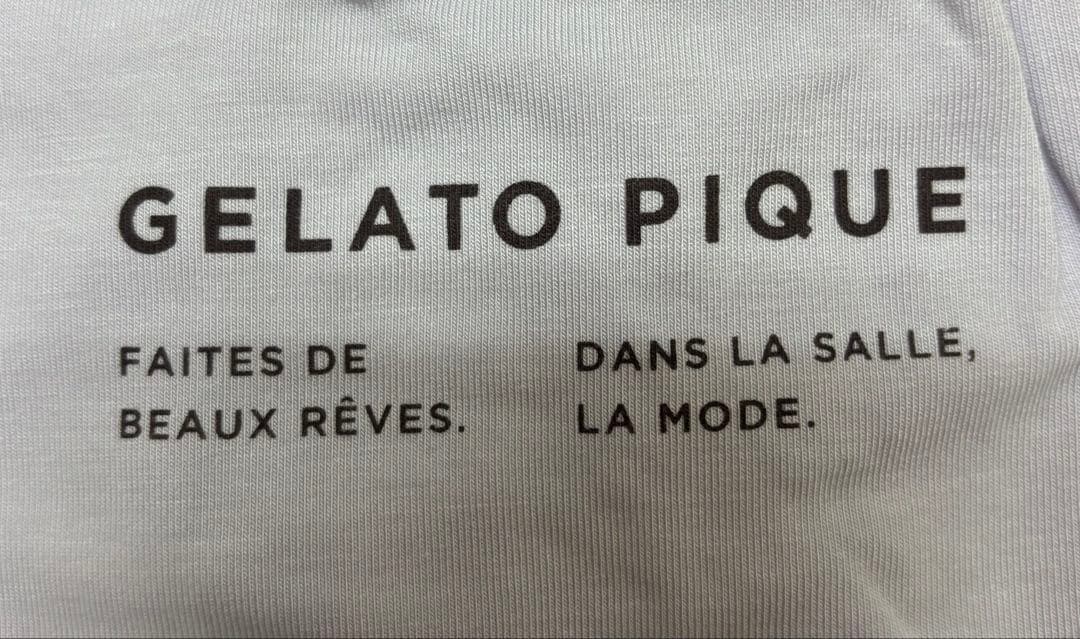 GELATO PIQUE
FAITES DE
BEAUX RÊVES.
DANS LA SALLE,
LA MODE.